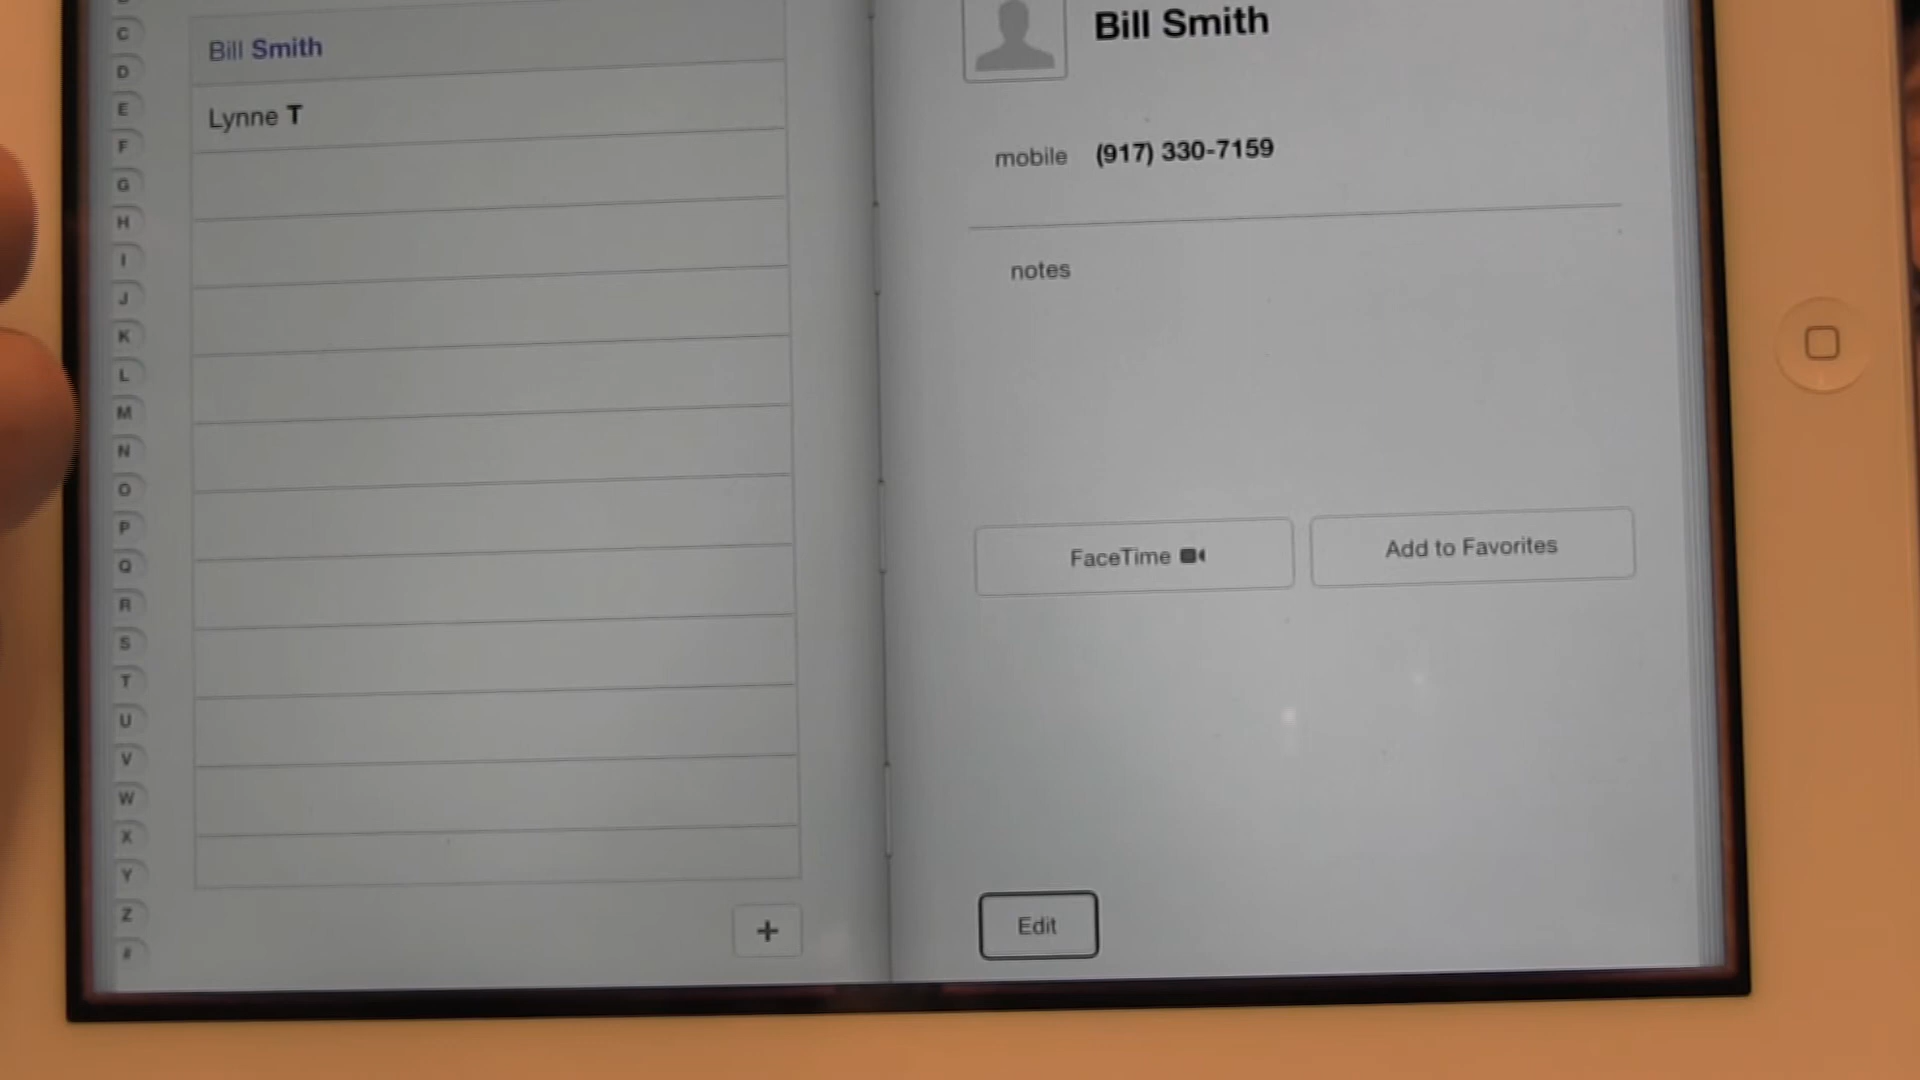 C
D
E
F
G
H
I
J
K
L
M
N
O
P
Q
R
S
T
U
V
W
X
Y
Z
#
Bill Smith
Lynne T
+
Bill Smith
mobile (917) 330-7159
notes
FaceTime
Add to Favorites
Edit